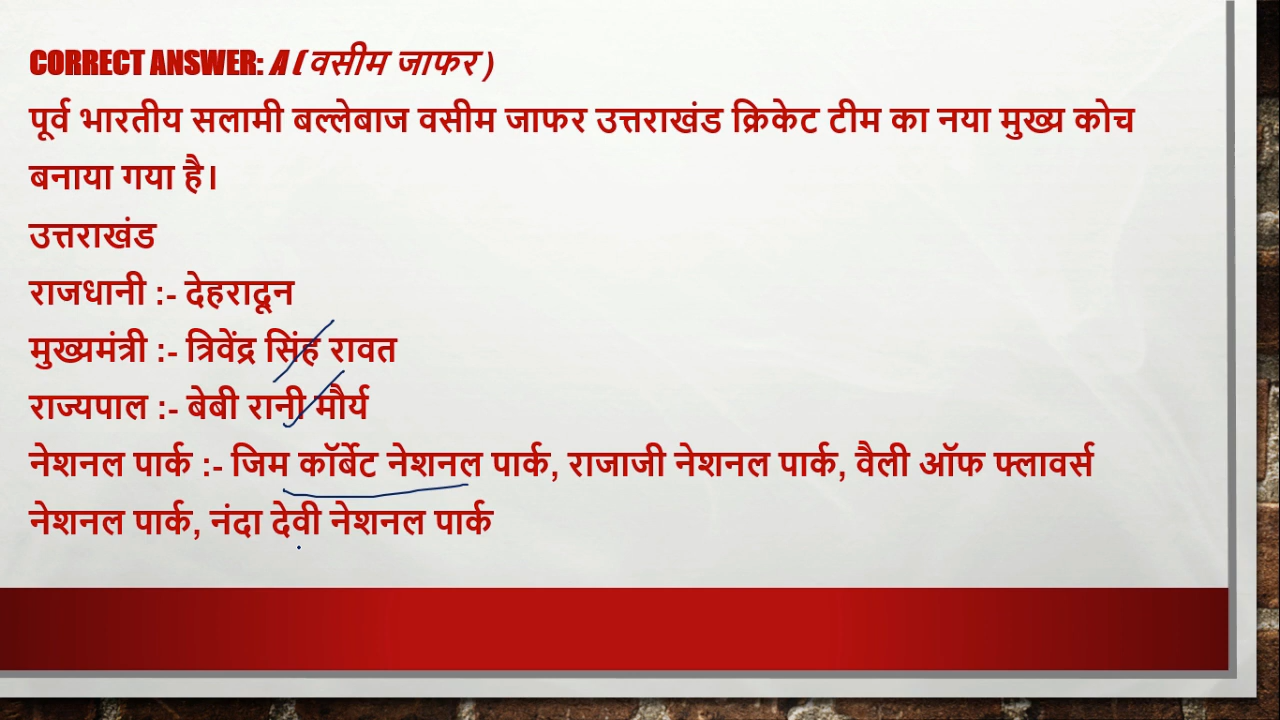 CORRECT ANSWER: A ( वसीम जाफर )
पूर्व भारतीय सलामी बल्लेबाज वसीम जाफर उत्तराखंड क्रिकेट टीम का नया मुख्य कोच
बनाया गया है।
उत्तराखंड
राजधानी :- देहरादून
मुख्यमंत्री :- त्रिवेंद्र सिंह रावत
राज्यपाल :- बेबी रानी मौर्य
नेशनल पार्क :- जिम कॉर्बेट नेशनल पार्क, राजाजी नेशनल पार्क, वैली ऑफ फ्लावर्स
नेशनल पार्क, नंदा देवी नेशनल पार्क